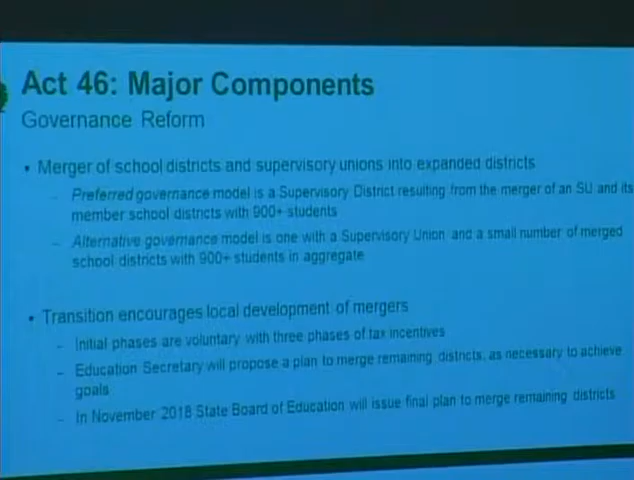 Act 46: Major Components
Governance Reform
• Merger of school districts and supervisory unions into expanded districts
– Preferred governance model is a Supervisory District resulting from the merger of an SU and its
member school districts with 900+ students
– Alternative governance model is one with a Supervisory Union and a small number of merged
school districts with 900+ students in aggregate
• Transition encourages local development of mergers
– Initial phases are voluntary with three phases of tax incentives
– Education Secretary will propose a plan to merge remaining districts, as necessary to achieve
goals
– In November 2018 State Board of Education will issue final plan to merge remaining districts